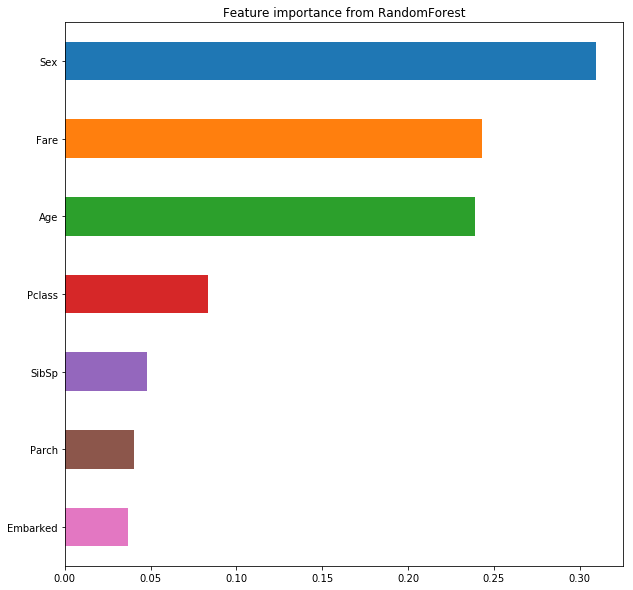 Feature importance from RandomForest
Sex
Fare
Age
Pclass
SibSp
Parch
Embarked
0.00 0.05 0.10 0.15 0.20 0.25 0.30